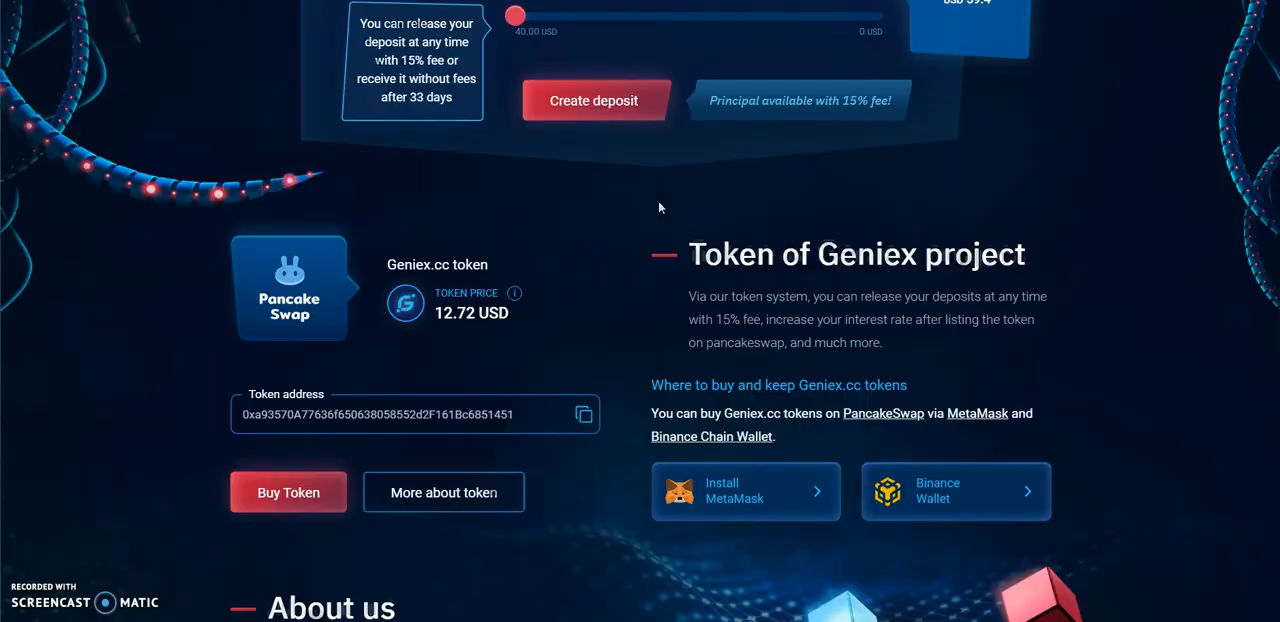 You can release your
deposit at any time
with 15% fee or
receive it without fees
after 33 days
40.00 USD
0 USD
USD 39.4
Create deposit
Principal available with 15% fee!
Pancake
Swap
Geniex.cc token
TOKEN PRICE
12.72 USD
Token address
0xa93570A77636f650638058552d2F161Bc6851451
Buy Token
More about token
Token of Geniex project
Via our token system, you can release your deposits at any time
with 15% fee, increase your interest rate after listing the token
on pancakeswap, and much more.
Where to buy and keep Geniex.cc tokens
You can buy Geniex.cc tokens on PancakeSwap via MetaMask and
Binance Chain Wallet.
Install
MetaMask
Binance
Wallet
About us
RECORDED WITH
SCREENCAST MATIC